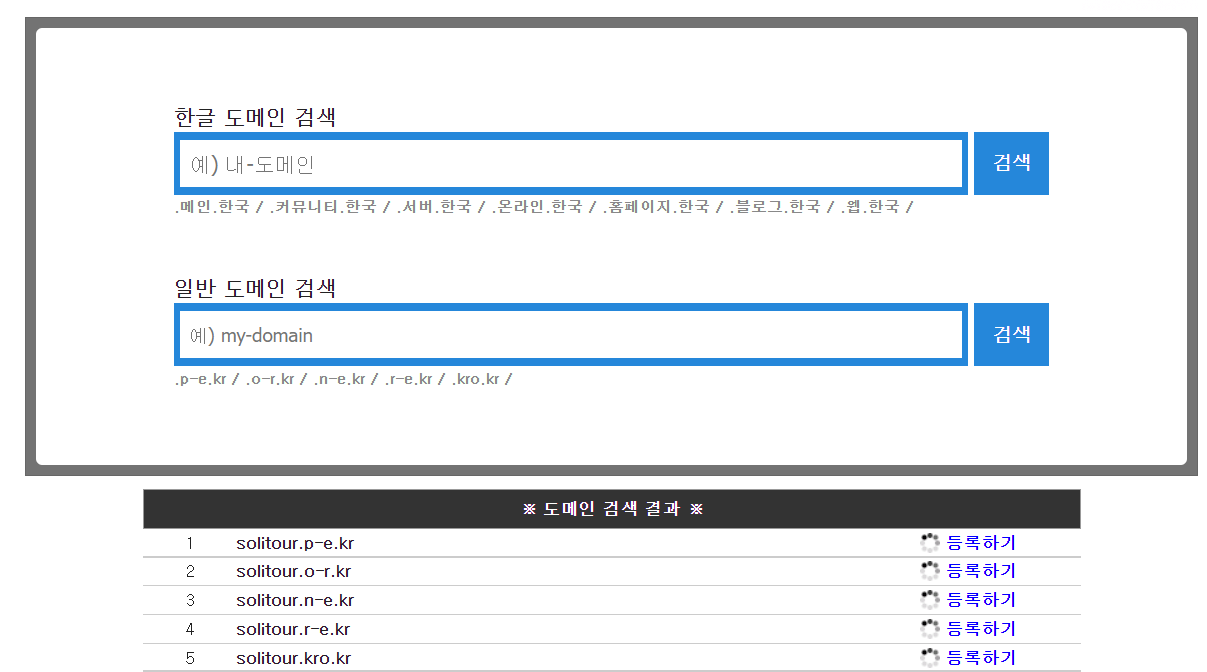 한글 도메인 검색
예) 내-도메인
검색
.메인.한국 / .커뮤니티.한국 / .서버.한국 / .온라인.한국 / .홈페이지.한국 / .블로그.한국 / .웹.한국 /
일반 도메인 검색
예) my-domain
검색
.p-e.kr / .o-r.kr / .n-e.kr / .r-e.kr / .kro.kr /
※ 도메인 검색 결과 ※
1 solitour.p-e.kr 등록하기
2 solitour.o-r.kr 등록하기
3 solitour.n-e.kr 등록하기
4 solitour.r-e.kr 등록하기
5 solitour.kro.kr 등록하기